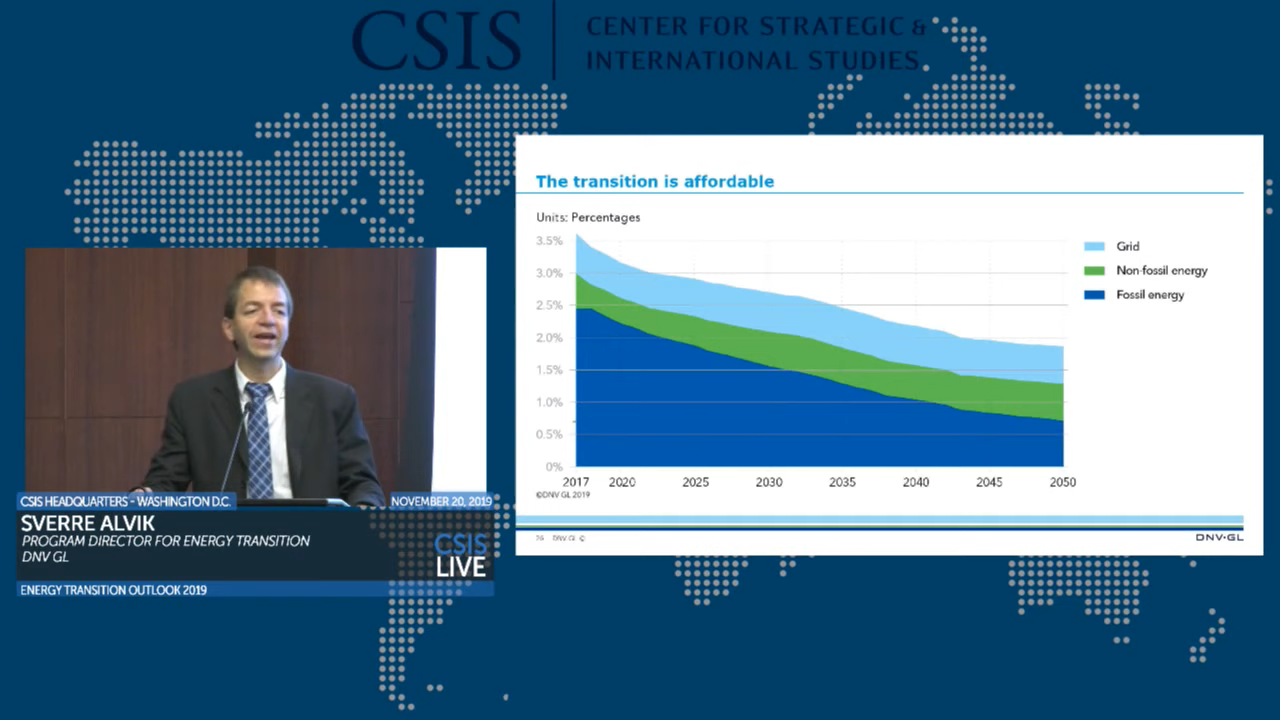 CSIS
CENTER FOR STRATEGIC &
INTERNATIONAL STUDIES
The transition is affordable
Units: Percentages
3.5%
3.0%
2.5%
2.0%
1.5%
1.0%
0.5%
0%
2017 2020 2025 2030 2035 2040 2045 2050
Grid
Non-fossil energy
Fossil energy
©DNV GL 2019
26 DNV GL ©
DNV·GL
CSIS HEADQUARTERS - WASHINGTON D.C.
NOVEMBER 20, 2019
SVERRE ALVIK
PROGRAM DIRECTOR FOR ENERGY TRANSITION
DNV GL
CSIS
LIVE
ENERGY TRANSITION OUTLOOK 2019